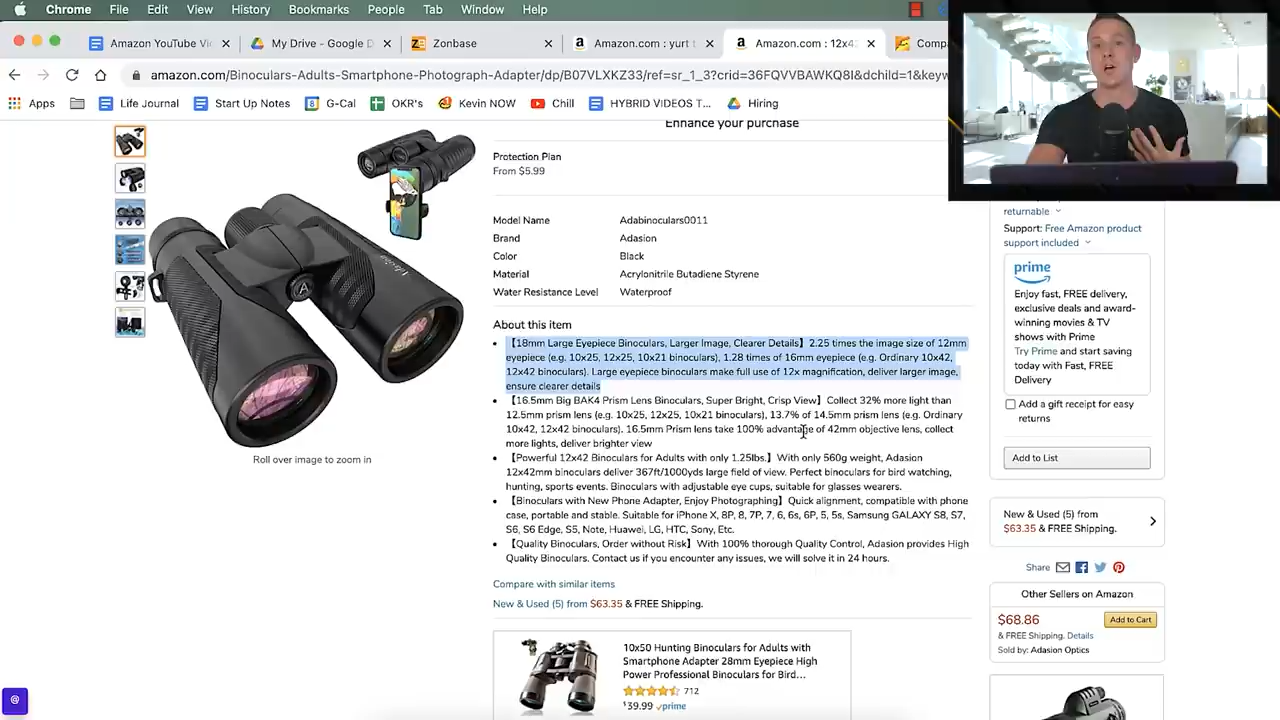 Chrome File Edit View History Bookmarks People Tab Window Help
Amazon YouTube Vi
My Drive - Google D
Zonbase
Amazon.com : yurt t
Amazon.com : 12x4
Comp
amazon.com/Binoculars-Adults-Smartphone-Photograph-Adapter/dp/B07VLXKZ33/ref=sr_1_3?crid=36FQVVBAWKQ8I&dchild=1&keyw
Apps Life Journal Start Up Notes G-Cal OKR's Kevin NOW Chill HYBRID VIDEOS T... Hiring
Enhance your purchase
Protection Plan
From $5.99
Model Name Adabinoculars0011
Brand Adasion
Color Black
Material Acrylonitrile Butadiene Styrene
Water Resistance Level Waterproof
About this item
【18mm Large Eyepiece Binoculars, Larger Image, Clearer Details】2.25 times the image size of 12mm
eyepiece (e.g. 10x25, 12x25, 10x21 binoculars), 1.28 times of 16mm eyepiece (e.g. Ordinary 10x42,
12x42 binoculars). Large eyepiece binoculars make full use of 12x magnification, deliver larger image,
ensure clearer details
【16.5mm Big BAK4 Prism Lens Binoculars, Super Bright, Crisp View】Collect 32% more light than
12.5mm prism lens (e.g. 10x25, 12x25, 10x21 binoculars), 13.7% of 14.5mm prism lens (e.g. Ordinary
10x42, 12x42 binoculars). 16.5mm Prism lens take 100% advantage of 42mm objective lens, collect
more lights, deliver brighter view
【Powerful 12x42 Binoculars for Adults with only 1.25lbs.】With only 560g weight, Adasion
12x42mm binoculars deliver 367ft/1000yds large field of view. Perfect binoculars for bird watching,
hunting, sports events. Binoculars with adjustable eye cups, suitable for glasses wearers.
【Binoculars with New Phone Adapter, Enjoy Photographing】Quick alignment, compatible with phone
case, portable and stable. Suitable for iPhone X, 8P, 8, 7P, 7, 6, 6s, 6P, 5, 5s, Samsung GALAXY S8, S7,
S6, S6 Edge, S5, Note, Huawei, LG, HTC, Sony, Etc.
【Quality Binoculars, Order without Risk】With 100% thorough Quality Control, Adasion provides High
Quality Binoculars. Contact us if you encounter any issues, we will solve it in 24 hours.
Compare with similar items
New & Used (5) from $63.35 & FREE Shipping.
10x50 Hunting Binoculars for Adults with
Smartphone Adapter 28mm Eyepiece High
Power Professional Binoculars for Bird...
712
$39.99 prime
Roll over image to zoom in
returnable
Support: Free Amazon product
support included
prime
Enjoy fast, FREE delivery,
exclusive deals and award-
winning movies & TV
shows with Prime
Try Prime and start saving
today with Fast, FREE
Delivery
Add a gift receipt for easy
returns
Add to List
New & Used (5) from
$63.35 & FREE Shipping.
Share
Other Sellers on Amazon
$68.86 Add to Cart
& FREE Shipping. Details
Sold by: Adasion Optics
@